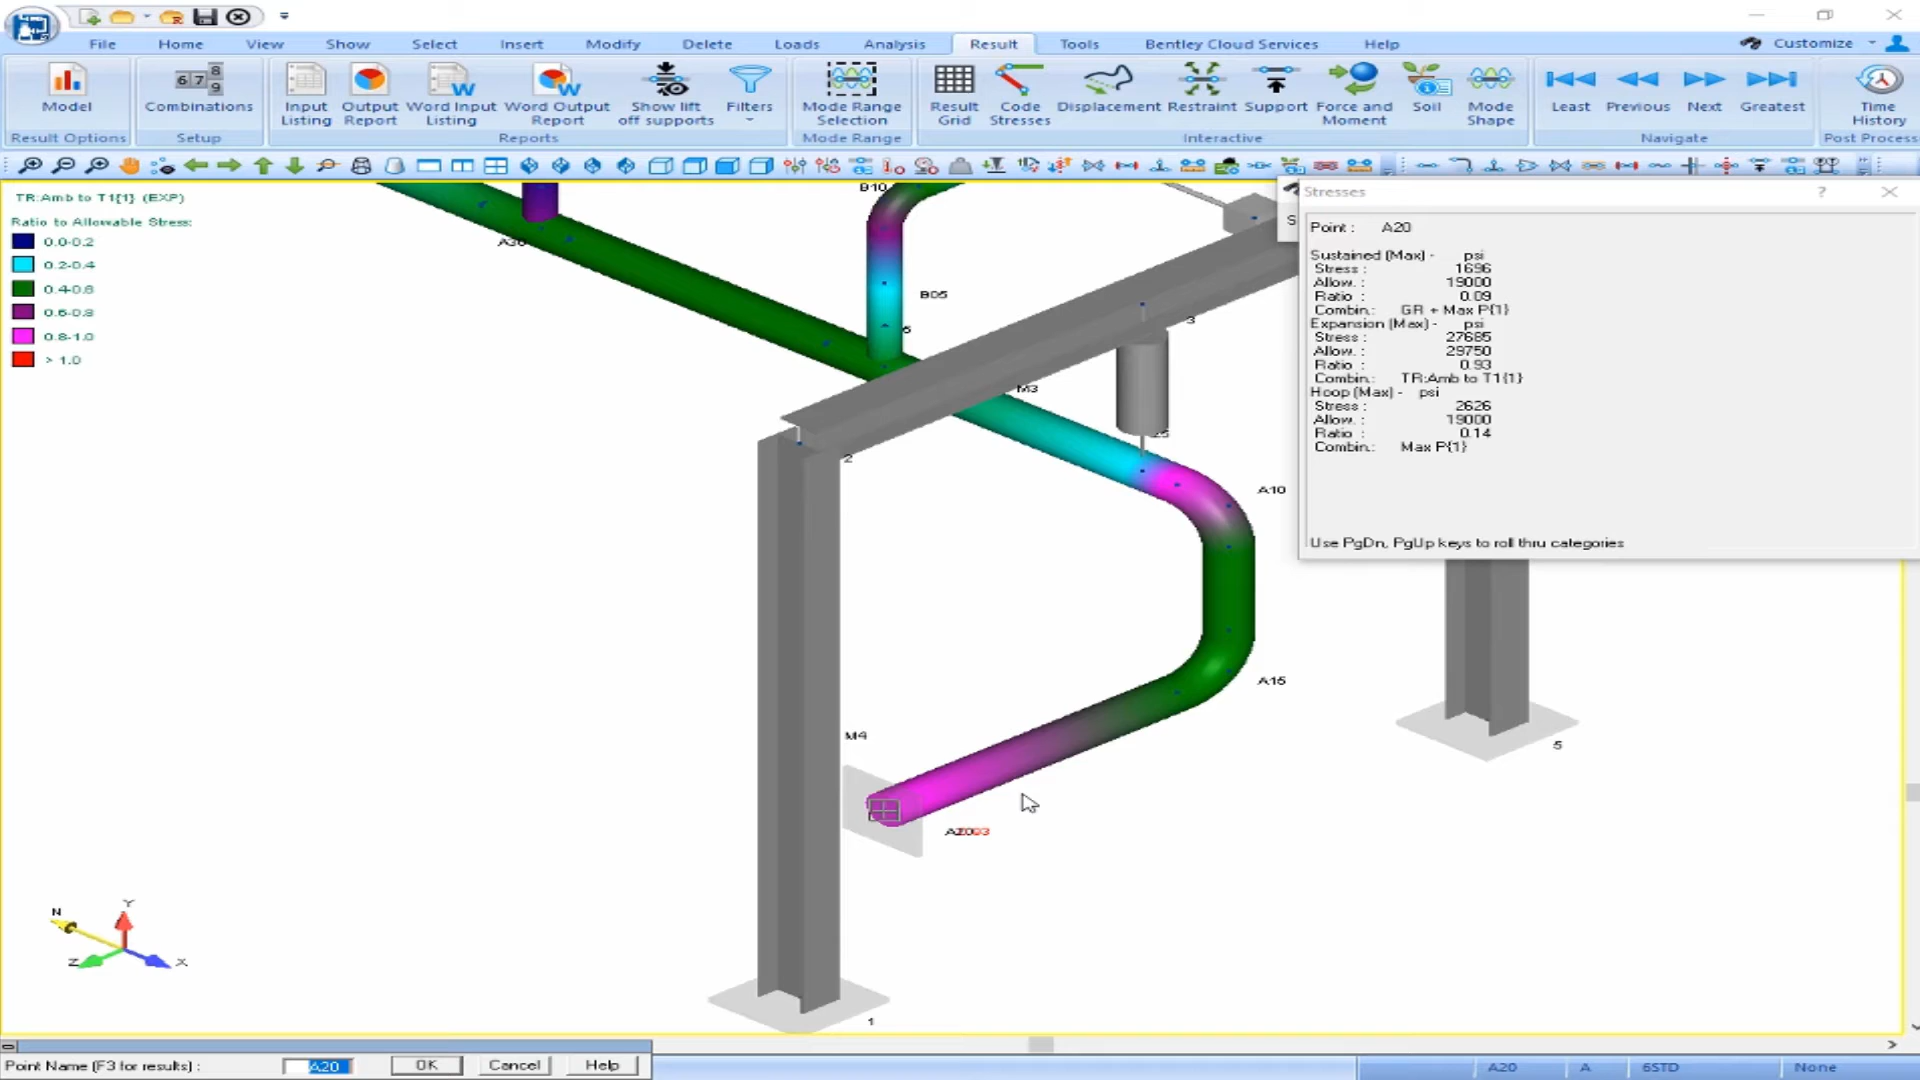 File Home View Show Select Insert Modify Delete Loads Analysis Result Tools Bentley Cloud Services Help Customize
Model
Result Options
Combinations
Setup
Input Listing
Output Report
Word Input Listing
Word Output Report
Show lift off supports
Filters
Reports
Mode Range Selection
Mode Range
Result Grid
Code Stresses
Displacement
Restraint
Support
Force and Moment
Soil
Mode Shape
Interactive
Least
Previous
Next
Greatest
Navigate
Time History
Post Process
TR:Amb to T1{1} (EXP)
Ratio to Allowable Stress:
0.0-0.2
0.2-0.4
0.4-0.6
0.6-0.8
0.8-1.0
> 1.0
B10
A30
B05
3
M3
2
A10
A15
M4
5
1
N
Y
Z
X
Stresses
Point : A20
Sustained (Max) - psi
Stress : 1696
Allow. : 19000
Ratio : 0.09
Combin.: GR + Max P{1}
Expansion (Max) - psi
Stress : 27685
Allow. : 29750
Ratio : 0.93
Combin.: TR:Amb to T1{1}
Hoop (Max) - psi
Stress : 2626
Allow. : 19000
Ratio : 0.14
Combin.: Max P{1}
Use PgDn, PgUp keys to roll thru categories
Point Name (F3 for results) : A20 OK Cancel Help
A20 A 6STD None